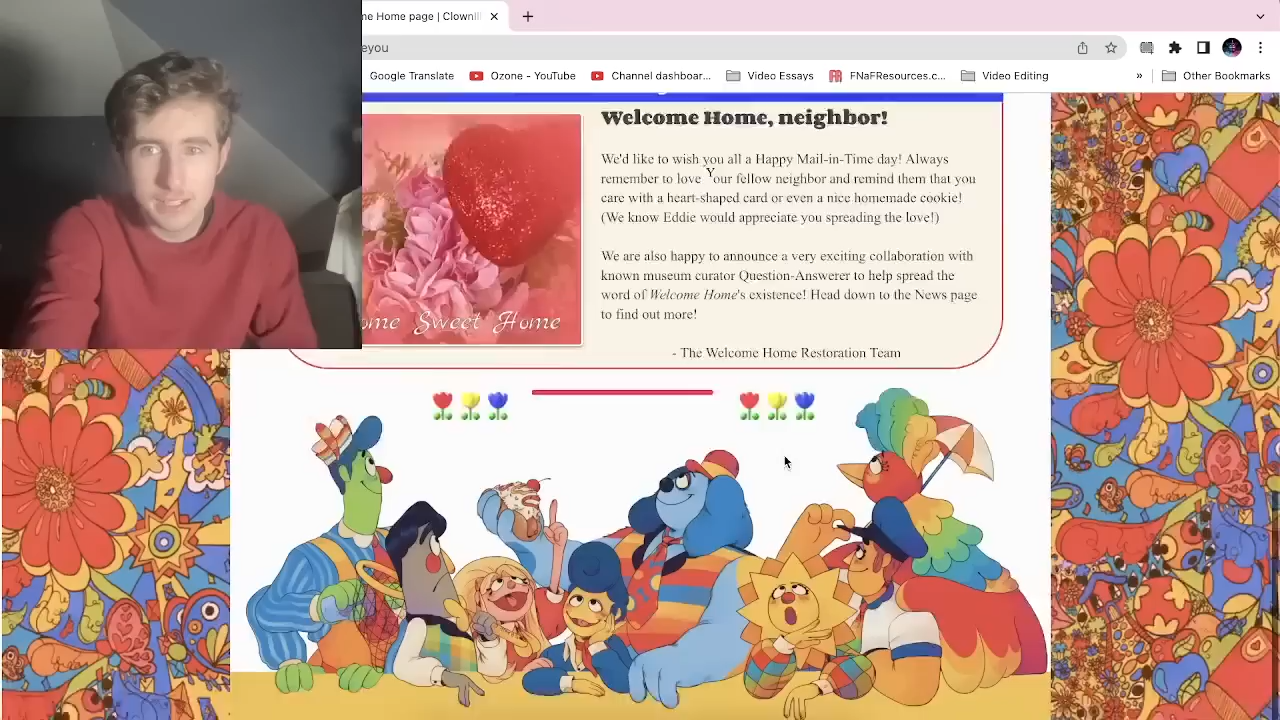 me Home page | Clownill
eyou
Google Translate
Ozone - YouTube
Channel dashboar...
Video Essays
FNaFResources.c...
Video Editing
»
Other Bookmarks
Welcome Home, neighbor!
We'd like to wish you all a Happy Mail-in-Time day! Always
remember to love Your fellow neighbor and remind them that you
care with a heart-shaped card or even a nice homemade cookie!
(We know Eddie would appreciate you spreading the love!)
We are also happy to announce a very exciting collaboration with
known museum curator Question-Answerer to help spread the
word of Welcome Home's existence! Head down to the News page
to find out more!
- The Welcome Home Restoration Team
ome Sweet Home